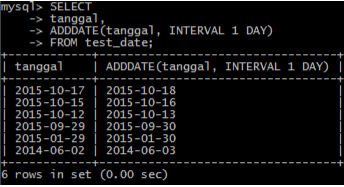 mysql> SELECT
    -> tanggal,
    -> ADDDATE(tanggal, INTERVAL 1 DAY)
    -> FROM test_date;
+------------+----------------------------------+
| tanggal    | ADDDATE(tanggal, INTERVAL 1 DAY) |
+------------+----------------------------------+
| 2015-10-17 | 2015-10-18                       |
| 2015-10-15 | 2015-10-16                       |
| 2015-10-12 | 2015-10-13                       |
| 2015-09-29 | 2015-09-30                       |
| 2015-01-29 | 2015-01-30                       |
| 2014-06-02 | 2014-06-03                       |
+------------+----------------------------------+
6 rows in set (0.00 sec)